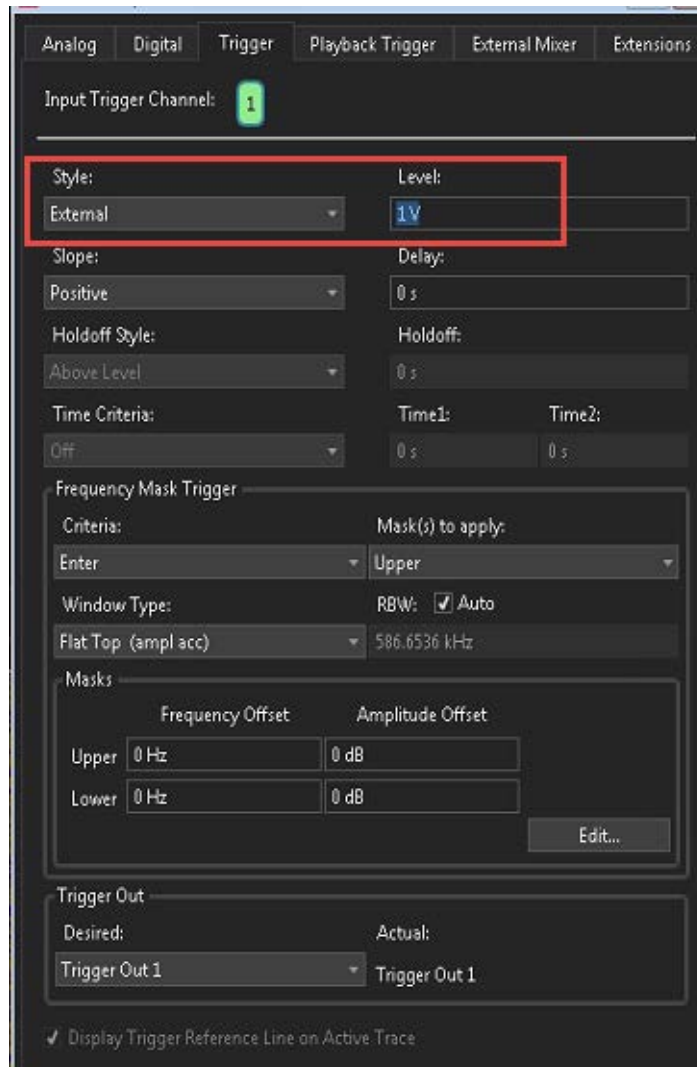 Analog Digital Trigger Playback Trigger External Mixer Extensions
Input Trigger Channel: 1
Style: Level:
External 1 V
Slope: Delay:
Positive 0 s
Holdoff Style: Holdoff:
Above Level 0 s
Time Criteria: Time1: Time2:
Off 0 s 0 s
Frequency Mask Trigger
Criteria: Mask(s) to apply:
Enter Upper
Window Type: RBW: Auto
Flat Top (ampl acc) 586.6536 kHz
Masks
Frequency Offset Amplitude Offset
Upper 0 Hz 0 dB
Lower 0 Hz 0 dB
Edit...
Trigger Out
Desired: Actual:
Trigger Out 1 Trigger Out 1
Display Trigger Reference Line on Active Trace